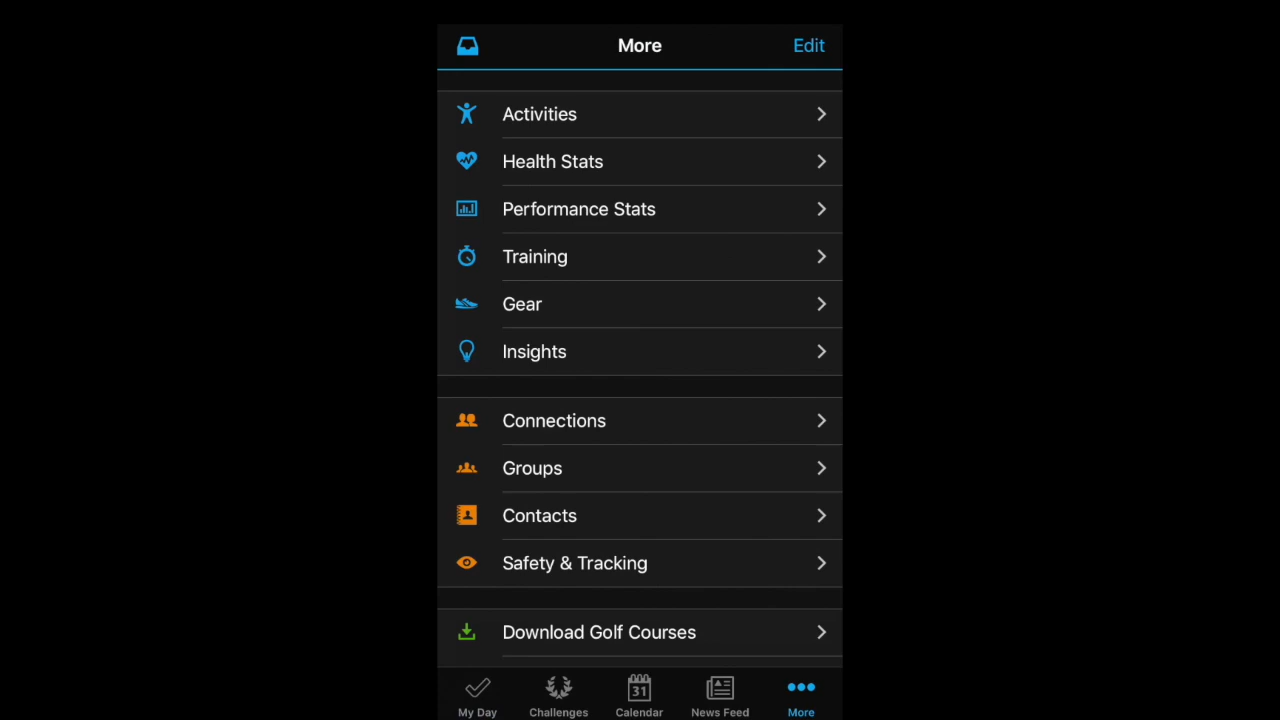 More
Edit
Activities
Health Stats
Performance Stats
Training
Gear
Insights
Connections
Groups
Contacts
Safety & Tracking
Download Golf Courses
31
My Day
Challenges
Calendar
News Feed
More